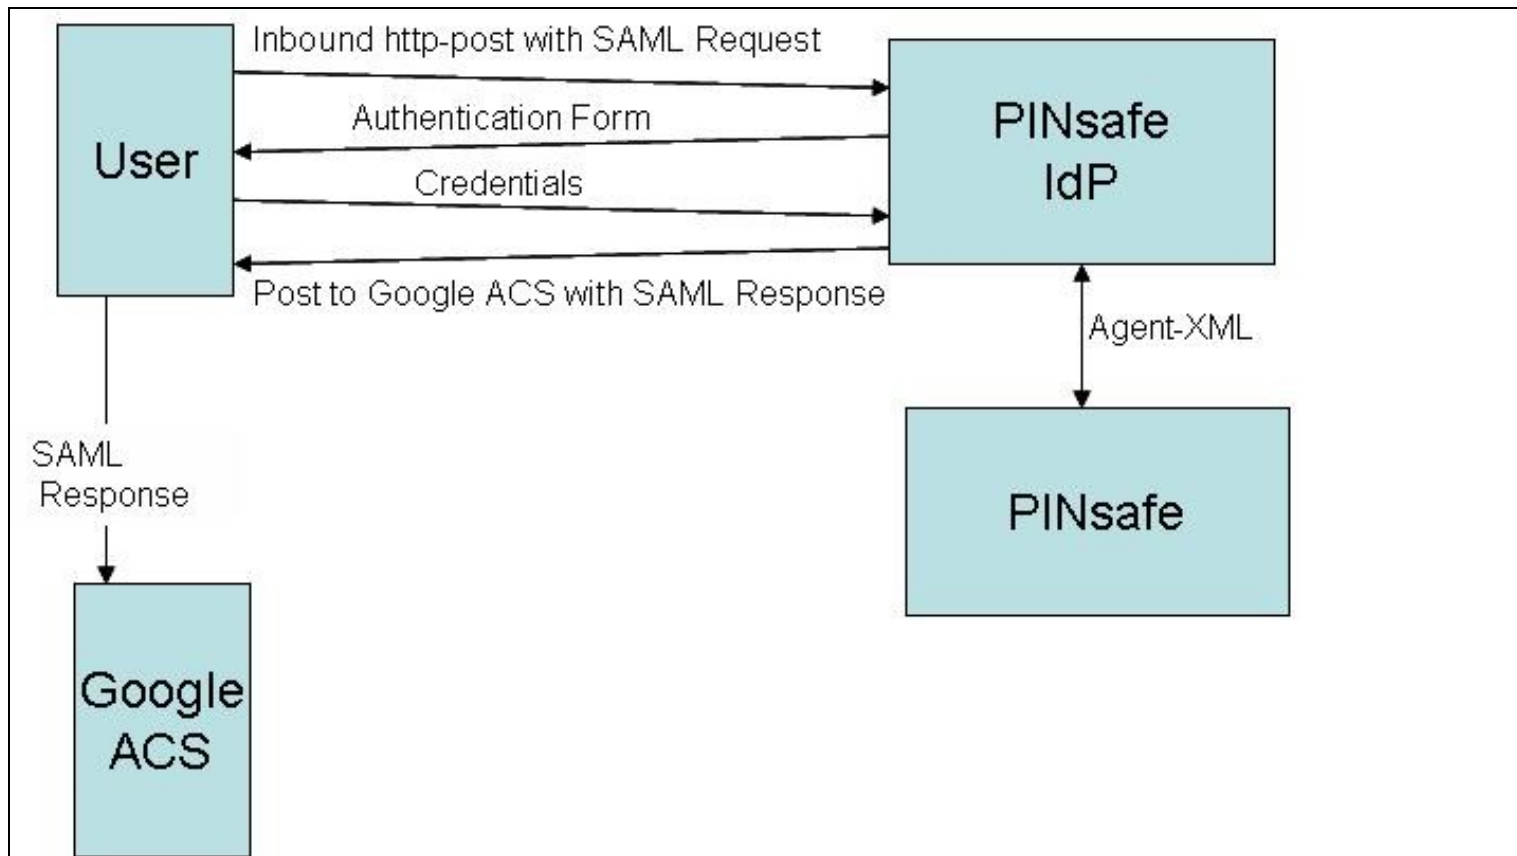 Inbound http-post with SAML Request
Authentication Form
User
Credentials
Post to Google ACS with SAML Response
PINsafe
IdP
Agent-XML
PINsafe
SAML
Response
Google
ACS